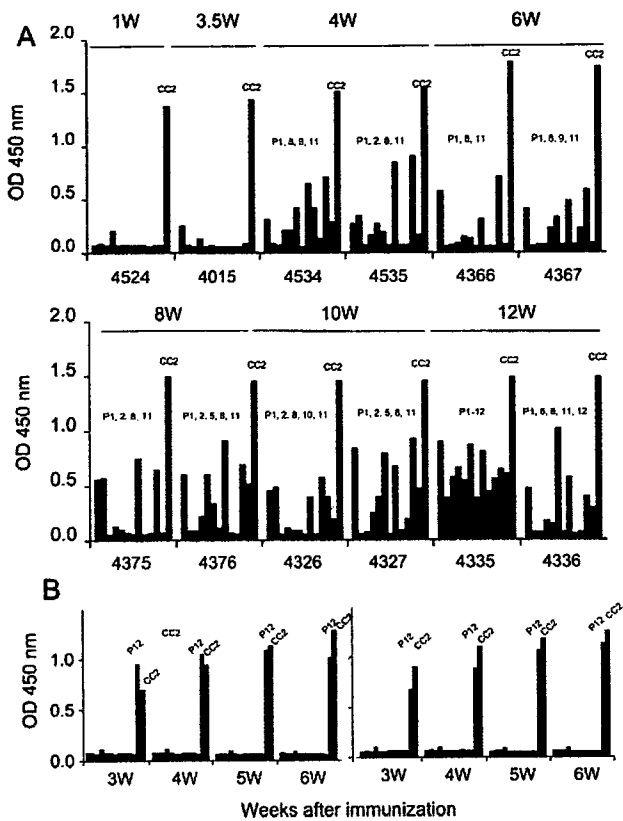 A
1W 3.5W 4W 6W
2.0
1.5
1.0
0.5
0.0
OD 450 nm
CC2 CC2 CC2 CC2 CC2 CC2
P1, 8, 9, 11 P1, 2, 8, 11 P1, 8, 11 P1, 8, 9, 11
4524 4015 4534 4535 4366 4367
8W 10W 12W
2.0
1.5
1.0
0.5
0.0
OD 450 nm
CC2 CC2 CC2 CC2 CC2 CC2
P1, 2, 8, 11 P1, 2, 5, 8, 11 P1, 2, 8, 10, 11 P1, 2, 5, 8, 11 P1-12 P1, 6, 8, 11, 12
4375 4376 4326 4327 4335 4336
B
1.0
0.5
0.0
OD 450 nm
P12 CC2 CC2 P12 CC2 P12 CC2 P12 CC2
P12 CC2 P12 CC2 P12 CC2 P12 CC2
3W 4W 5W 6W 3W 4W 5W 6W
Weeks after immunization